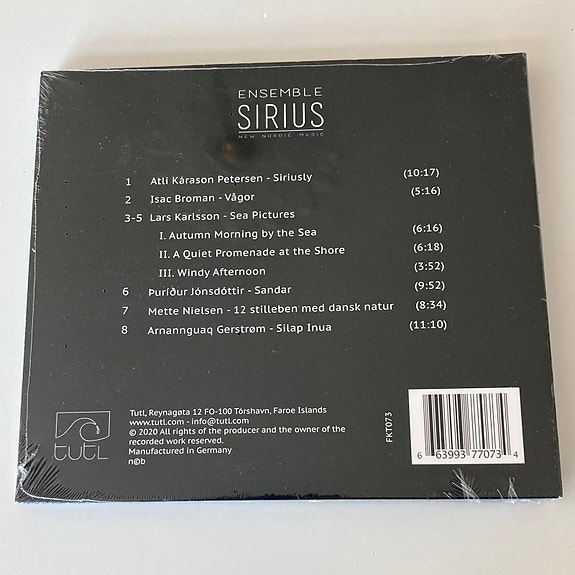 ENSEMBLE
SIRIUS
NEW NORDIC MUSIC
1 Atli Kárason Petersen - Siriusly (10:17)
2 Isac Broman - Vågor (5:16)
3-5 Lars Karlsson - Sea Pictures
I. Autumn Morning by the Sea (6:16)
II. A Quiet Promenade at the Shore (6:18)
III. Windy Afternoon (3:52)
6 Þuríður Jónsdóttir - Sandar (9:52)
7 Mette Nielsen - 12 stilleben med dansk natur (8:34)
8 Arnannguaq Gerstrøm - Silap Inua (11:10)
tutl
Tutl, Reynagøta 12 FO-100 Tórshavn, Faroe Islands
www.tutl.com - info@tutl.com
© 2020 All rights of the producer and the owner of the
recorded work reserved.
Manufactured in Germany
n©b
FKT073
6 63993 77073 4